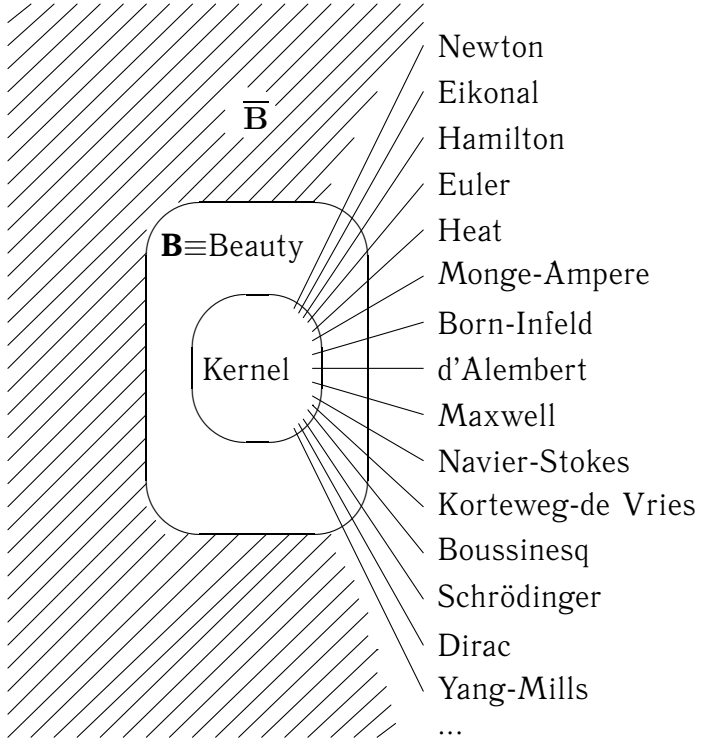 Newton
Eikonal
B̅
Hamilton
Euler
Heat
B≡Beauty
Monge-Ampere
Born-Infeld
Kernel
d'Alembert
Maxwell
Navier-Stokes
Korteweg-de Vries
Boussinesq
Schrödinger
Dirac
Yang-Mills
...